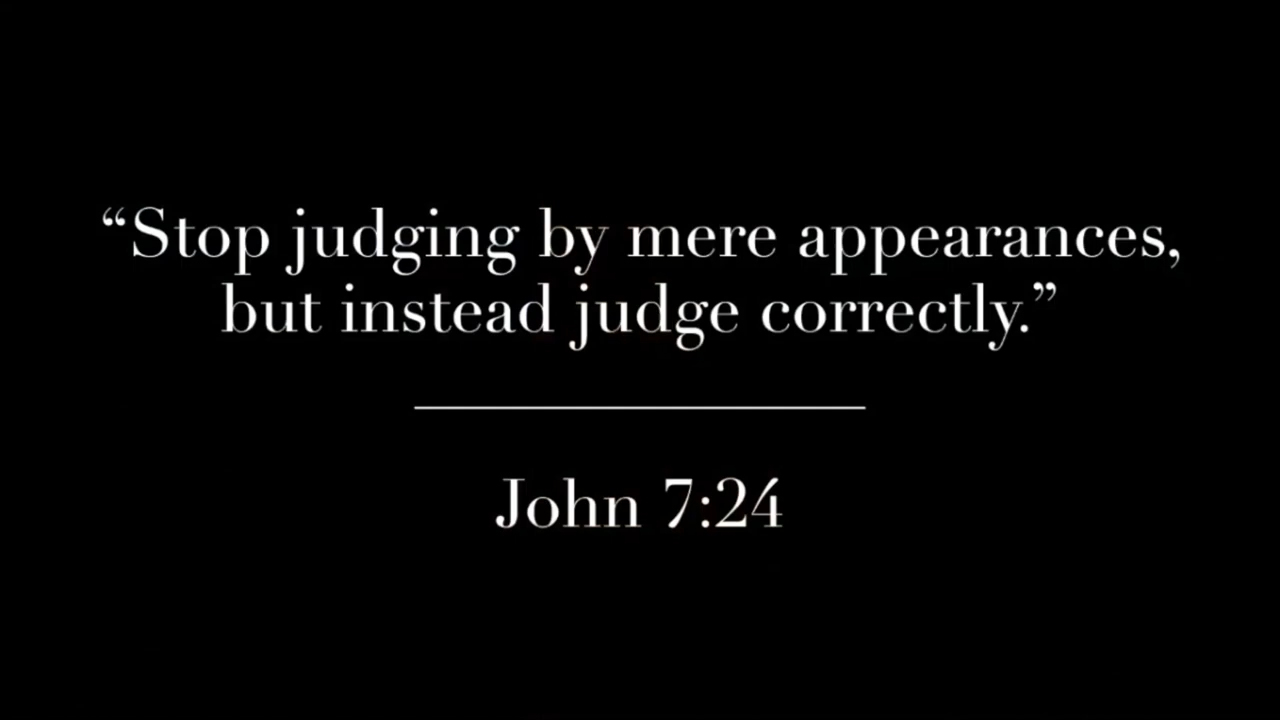 “Stop judging by mere appearances,
but instead judge correctly.”
John 7:24